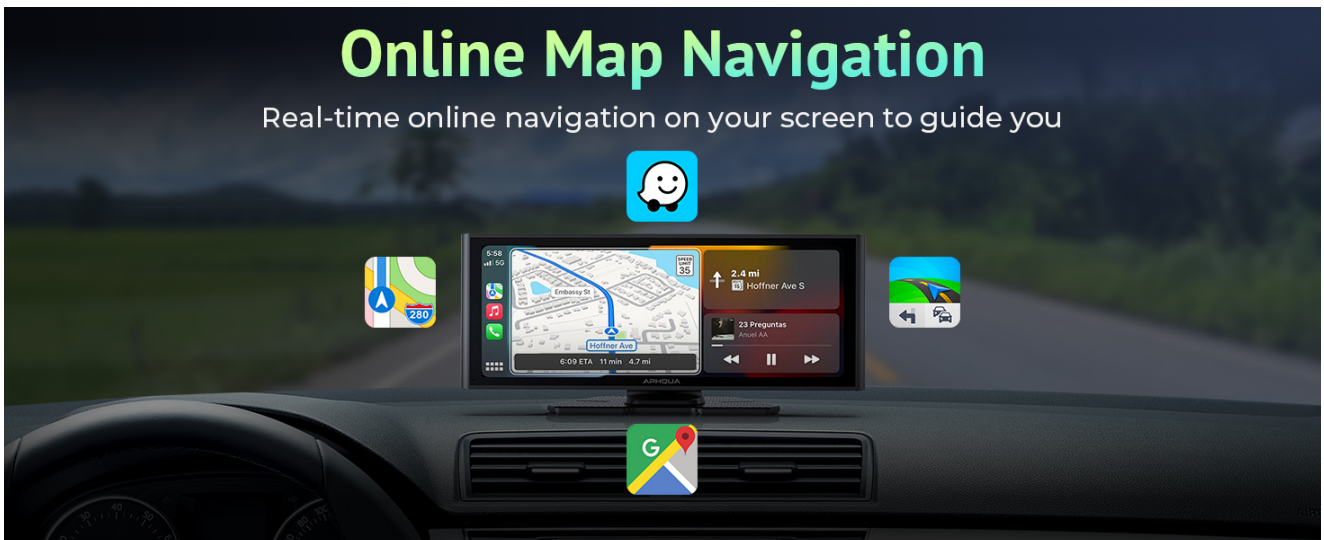 Online Map Navigation
Real-time online navigation on your screen to guide you
5:58
5G
SPEED
LIMIT
35
Embassy St
2.4 mi
15 Hoffner Ave S
280
23 Preguntas
Anuel AA
Hoffner Ave
6:09 ETA 11 min 4.7 mi
APHQUA
G